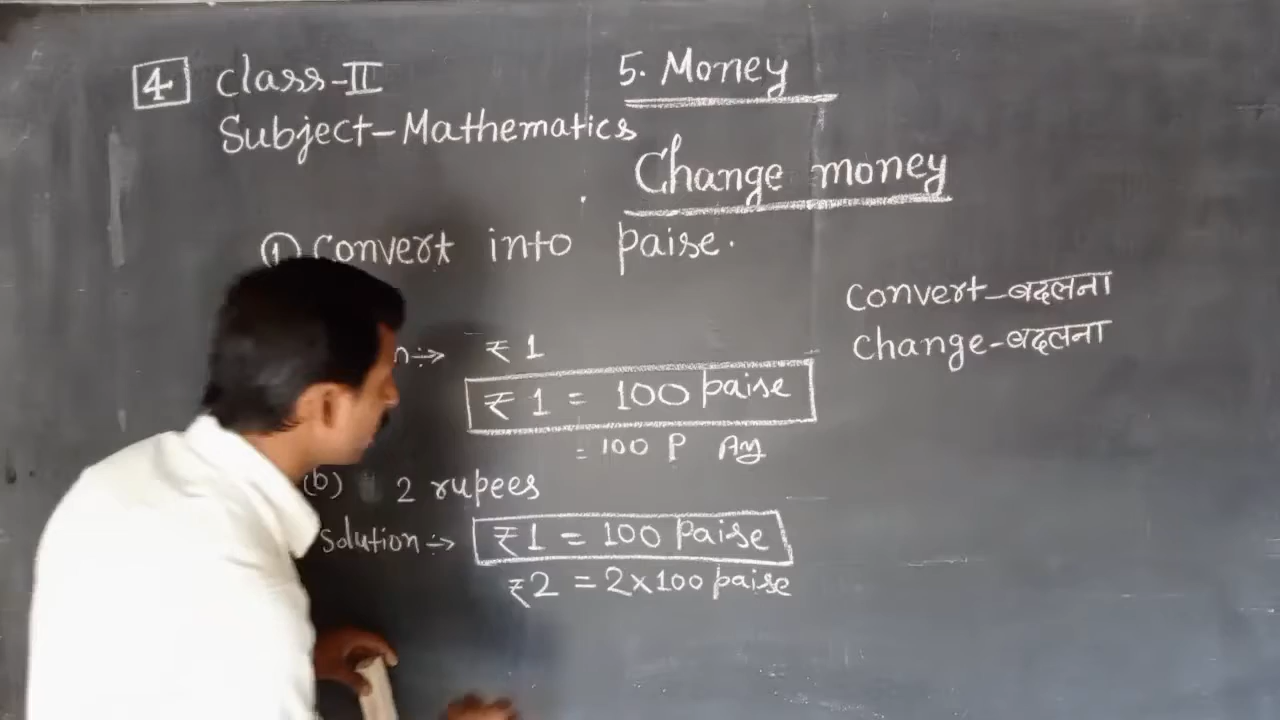 4 Class-II
Subject-Mathematics
5. Money
Change money
① Convert into paise.
Convert-बदलना
Change-बदलना
n:→ ₹ 1
₹ 1 = 100 paise
= 100 P
(b) 2 rupees
Solution:→ ₹1 = 100 Paise
₹2 = 2×100 paise